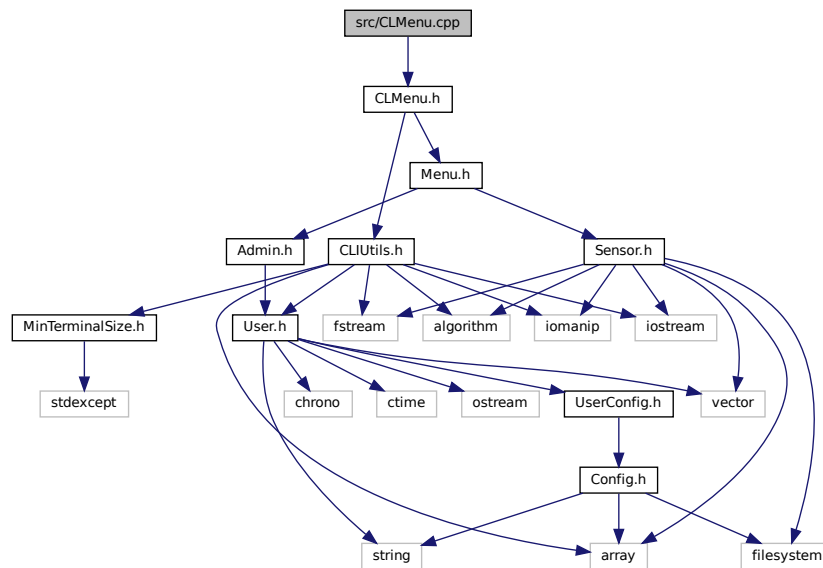 src/CLMenu.cpp
CLMenu.h
Menu.h
Admin.h
CLIUtils.h
Sensor.h
MinTerminalSize.h
User.h
fstream
algorithm
iomanip
iostream
stdexcept
chrono
ctime
ostream
UserConfig.h
vector
Config.h
string
array
filesystem